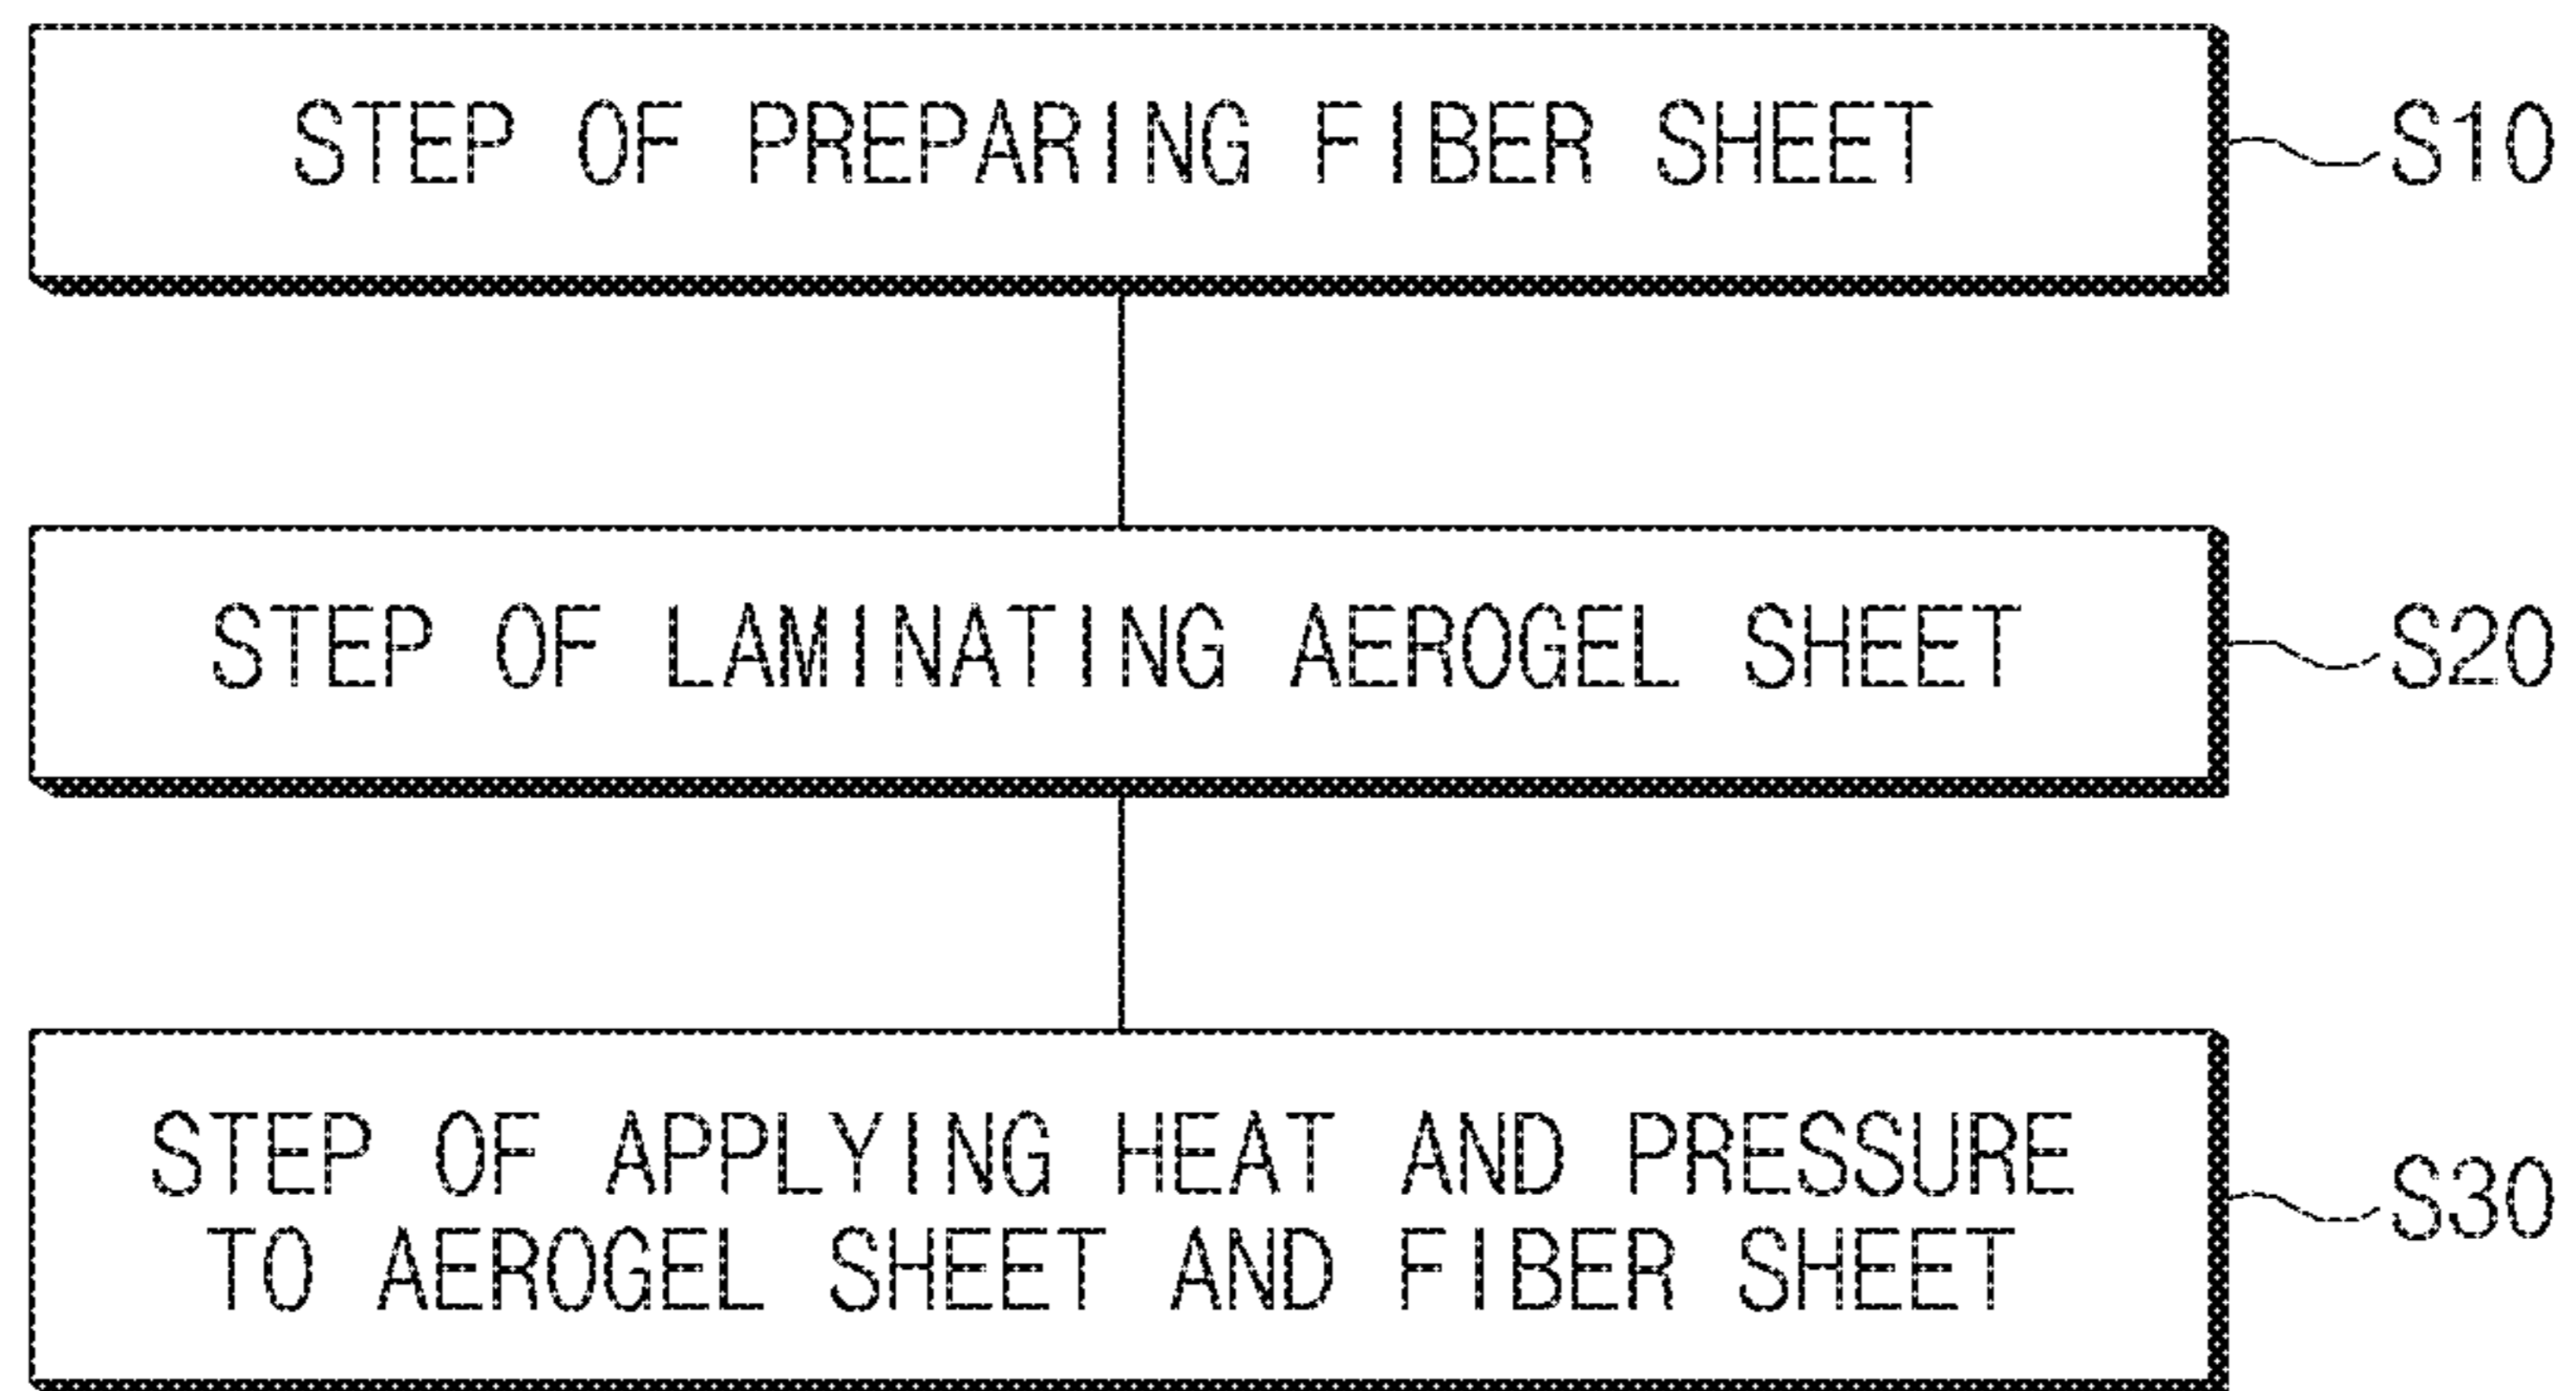 STEP OF PREPARING FIBER SHEET
S10
STEP OF LAMINATING AEROGEL SHEET
S20
STEP OF APPLYING HEAT AND PRESSURE
TO AEROGEL SHEET AND FIBER SHEET
S30